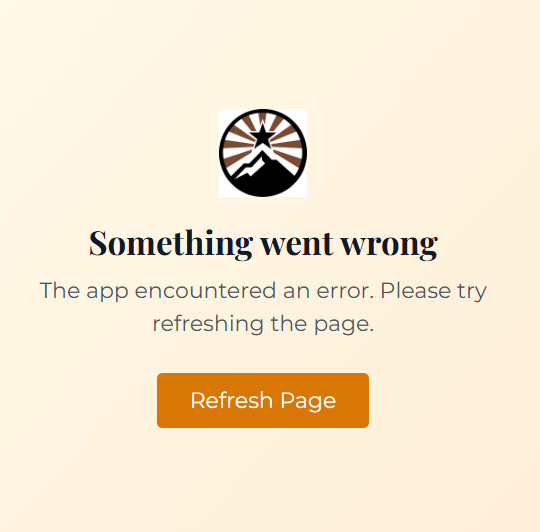 Something went wrong
The app encountered an error. Please try
refreshing the page.
Refresh Page